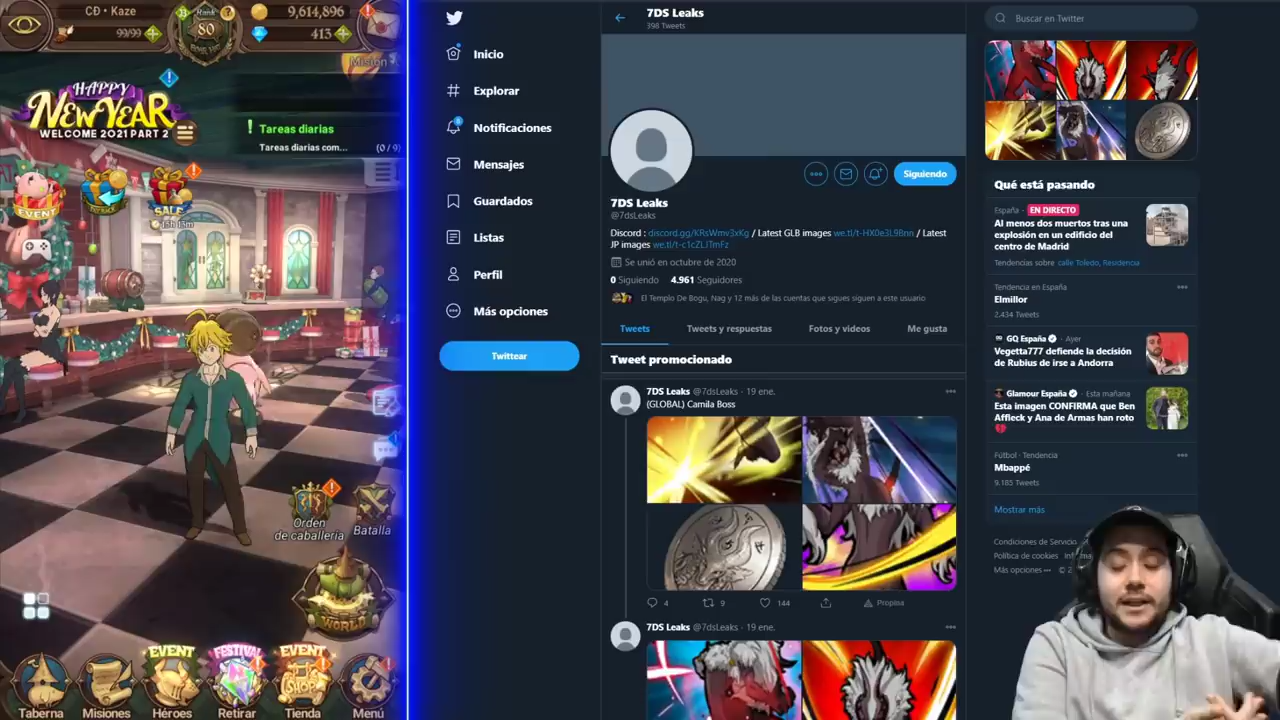 CĐ · Kaze
99/99
33
Rank
80
9,614,896
413
Misión
HAPPY
NEW YEAR
WELCOME 2021 PART 2
Tareas diarias
Tareas diarias com...
(0 / 9)
EVENT
SALE
15h 13m
Orden
de caballería
Batalla
WORLD
EVENT
FESTIVAL
EVENT
SHOP
Taberna
Misiones
Héroes
Retirar
Tienda
Menú
Inicio
Explorar
Notificaciones
Mensajes
Guardados
Listas
Perfil
Más opciones
Twittear
7DS Leaks
398 Tweets
Siguiendo
7DS Leaks
@7dsLeaks
Discord : discord.gg/KRsWmv3xKg / Latest GLB images we.tl/t-HX0e3L9Bnn / Latest
JP images we.tl/t-c1cZLJTmFz
Se unió en octubre de 2020
0 Siguiendo 4.961 Seguidores
El Templo De Bogu, Nag y 12 más de las cuentas que sigues siguen a este usuario
Tweets
Tweets y respuestas
Fotos y videos
Me gusta
Tweet promocionado
7DS Leaks @7dsLeaks · 19 ene.
(GLOBAL) Camila Boss
4
9
144
Propina
7DS Leaks @7dsLeaks · 19 ene.
Buscar en Twitter
Qué está pasando
España · EN DIRECTO
Al menos dos muertos tras una
explosión en un edificio del
centro de Madrid
Tendencias sobre calle Toledo, Residencia
Tendencia en España
Elmillor
2.434 Tweets
GQ España · Ayer
Vegetta777 defiende la decisión
de Rubius de irse a Andorra
Glamour España · Esta mañana
Esta imagen CONFIRMA que Ben
Affleck y Ana de Armas han roto
Fútbol · Tendencia
Mbappé
9.185 Tweets
Mostrar más
Condiciones de Servicio
Política de cookies
Más opciones ··· © 2